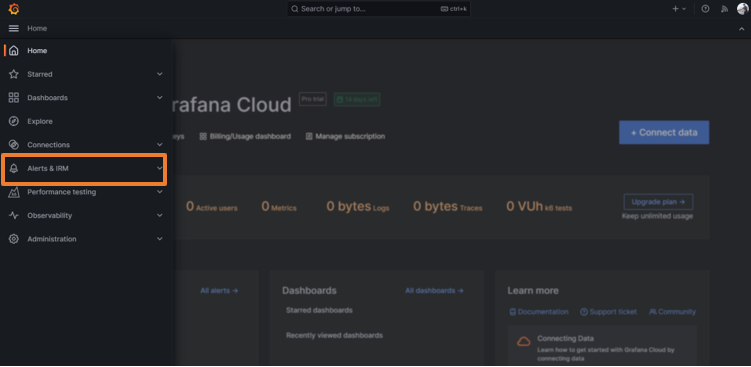 Search or jump to...
ctrl+k
Home
Home
Starred
Dashboards
Explore
Connections
Alerts & IRM
Performance testing
Observability
Administration
rafana Cloud
Pro trial
14 days left
eys
Billing/Usage dashboard
Manage subscription
+ Connect data
0 Active users
0 Metrics
0 bytes Logs
0 bytes Traces
0 VUh k6 tests
Upgrade plan →
Keep unlimited usage
All alerts →
Dashboards
All dashboards →
Starred dashboards
Recently viewed dashboards
Learn more
Documentation
Support ticket
Community
Connecting Data
Learn how to get started with Grafana Cloud by
connecting data